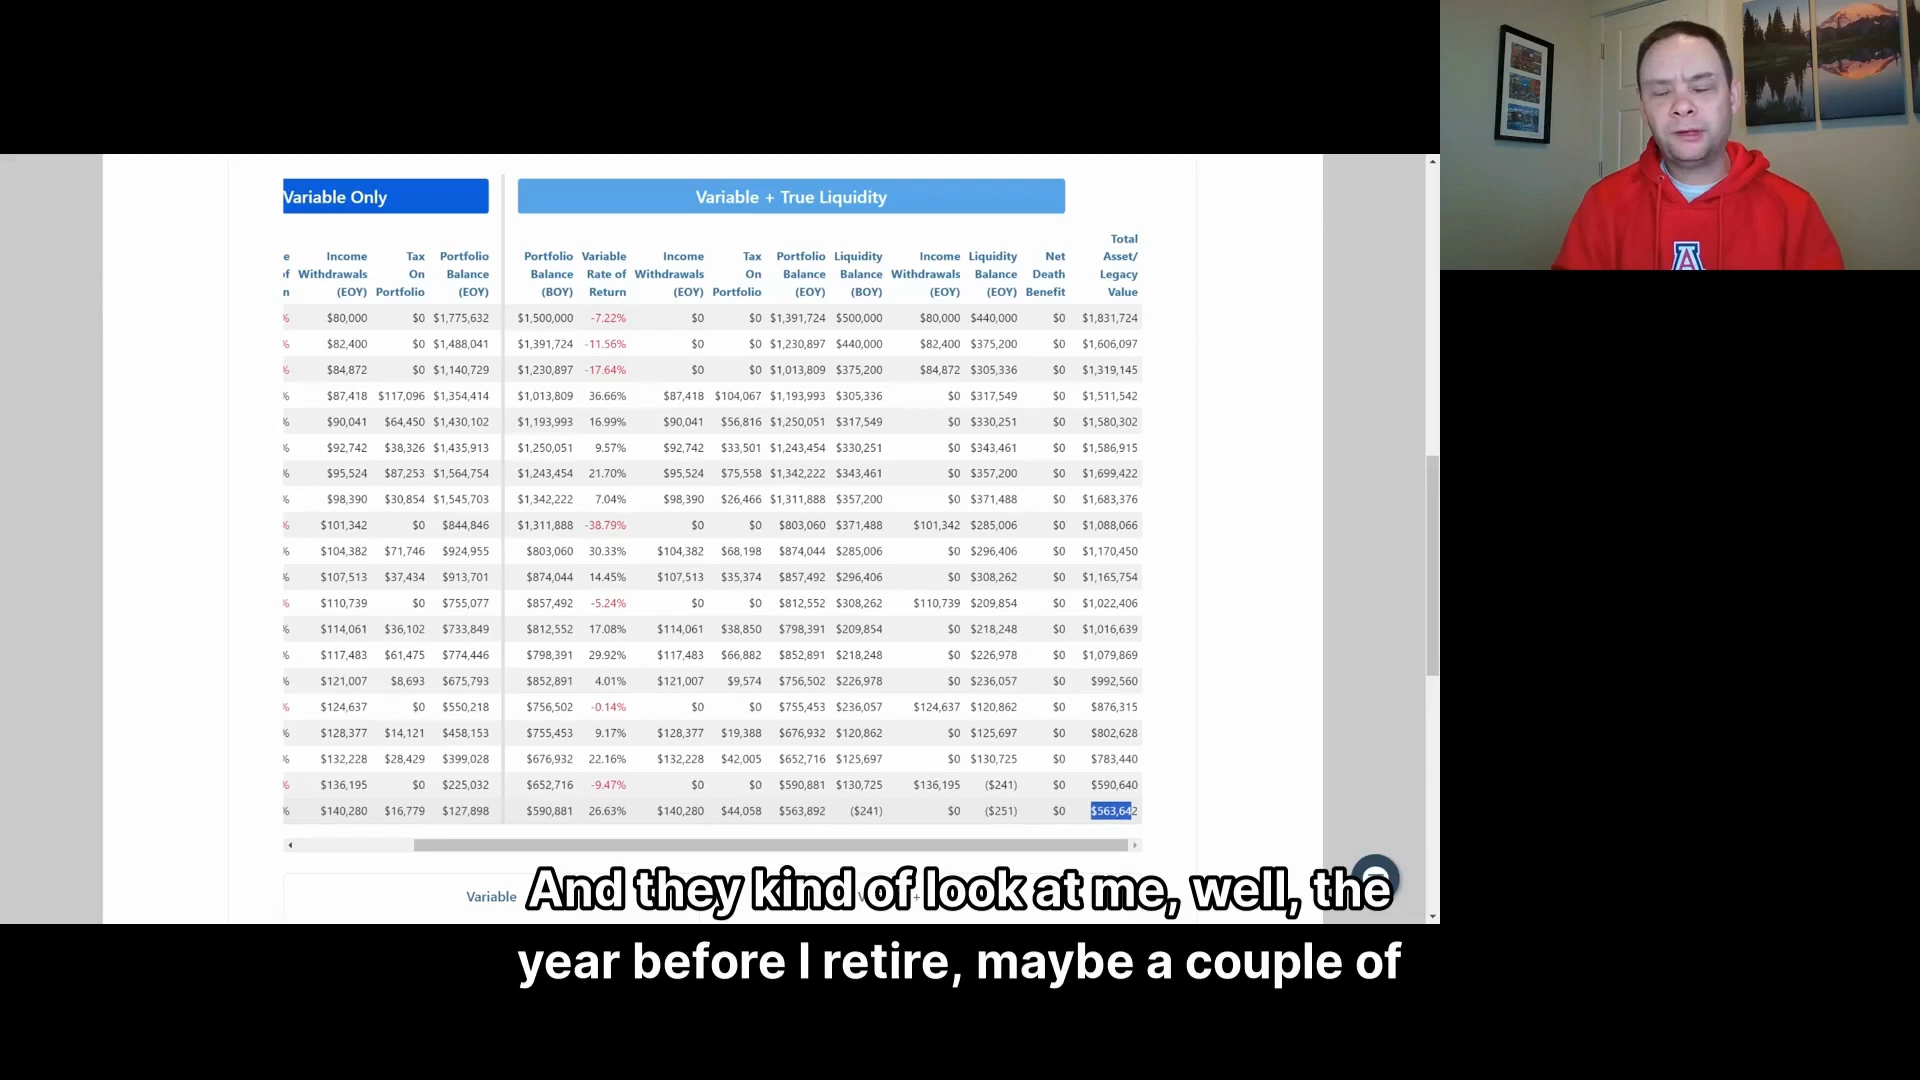 Variable Only
Variable + True Liquidity
e Income Tax Portfolio Portfolio Variable Income Tax Portfolio Liquidity Income Liquidity Net Total Asset/
of Withdrawals On Balance Balance Rate of Withdrawals On Balance Balance Withdrawals Balance Death Legacy
n (EOY) Portfolio (EOY) (BOY) Return (EOY) Portfolio (EOY) (BOY) (EOY) (EOY) Benefit Value
% $80,000 $0 $1,775,632 $1,500,000 -7.22% $0 $0 $1,391,724 $500,000 $80,000 $440,000 $0 $1,831,724
% $82,400 $0 $1,488,041 $1,391,724 -11.56% $0 $0 $1,230,897 $440,000 $82,400 $375,200 $0 $1,606,097
% $84,872 $0 $1,140,729 $1,230,897 -17.64% $0 $0 $1,013,809 $375,200 $84,872 $305,336 $0 $1,319,145
% $87,418 $117,096 $1,354,414 $1,013,809 36.66% $87,418 $104,067 $1,193,993 $305,336 $0 $317,549 $0 $1,511,542
% $90,041 $64,450 $1,430,102 $1,193,993 16.99% $90,041 $56,816 $1,250,051 $317,549 $0 $330,251 $0 $1,580,302
% $92,742 $38,326 $1,435,913 $1,250,051 9.57% $92,742 $33,501 $1,243,454 $330,251 $0 $343,461 $0 $1,586,915
% $95,524 $87,253 $1,564,754 $1,243,454 21.70% $95,524 $75,558 $1,342,222 $343,461 $0 $357,200 $0 $1,699,422
% $98,390 $30,854 $1,545,703 $1,342,222 7.04% $98,390 $26,466 $1,311,888 $357,200 $0 $371,488 $0 $1,683,376
% $101,342 $0 $844,846 $1,311,888 -38.79% $0 $0 $803,060 $371,488 $101,342 $285,006 $0 $1,088,066
% $104,382 $71,746 $924,955 $803,060 30.33% $104,382 $68,198 $874,044 $285,006 $0 $296,406 $0 $1,170,450
% $107,513 $37,434 $913,701 $874,044 14.45% $107,513 $35,374 $857,492 $296,406 $0 $308,262 $0 $1,165,754
% $110,739 $0 $755,077 $857,492 -5.24% $0 $0 $812,552 $308,262 $110,739 $209,854 $0 $1,022,406
% $114,061 $36,102 $733,849 $812,552 17.08% $114,061 $38,850 $798,391 $209,854 $0 $218,248 $0 $1,016,639
% $117,483 $61,475 $774,446 $798,391 29.92% $117,483 $66,882 $852,891 $218,248 $0 $226,978 $0 $1,079,869
% $121,007 $8,693 $675,793 $852,891 4.01% $121,007 $9,574 $756,502 $226,978 $0 $236,057 $0 $992,560
% $124,637 $0 $550,218 $756,502 -0.14% $0 $0 $755,453 $236,057 $124,637 $120,862 $0 $876,315
% $128,377 $14,121 $458,153 $755,453 9.17% $128,377 $19,388 $676,932 $120,862 $0 $125,697 $0 $802,628
% $132,228 $28,429 $399,028 $676,932 22.16% $132,228 $42,005 $652,716 $125,697 $0 $130,725 $0 $783,440
% $136,195 $0 $225,032 $652,716 -9.47% $0 $0 $590,881 $130,725 $136,195 ($241) $0 $590,640
% $140,280 $16,779 $127,898 $590,881 26.63% $140,280 $44,058 $563,892 ($241) $0 ($251) $0 $563,642
Variable
And they kind of look at me, well, the
year before I retire, maybe a couple of
A